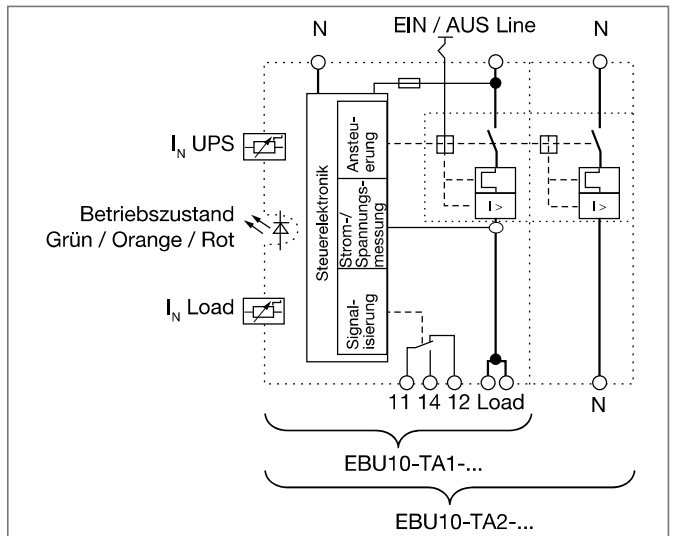 N
EIN / AUS Line
N
I_N UPS
Betriebszustand
Grün / Orange / Rot
I_N Load
Steuerelektronik
Ansteu-
erung
Strom-/
Spannungs-
messung
Signal-
isierung
I >
I >
11 14 12 Load
N
EBU10-TA1-...
EBU10-TA2-...